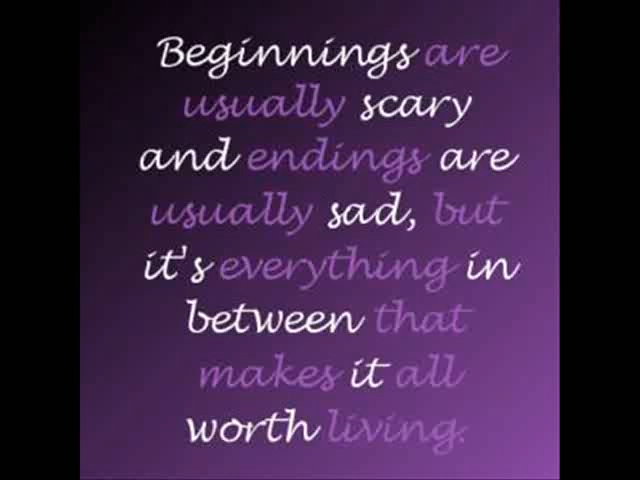 Beginnings are
usually scary
and endings are
usually sad, but
it's everything in
between that
makes it all
worth living.